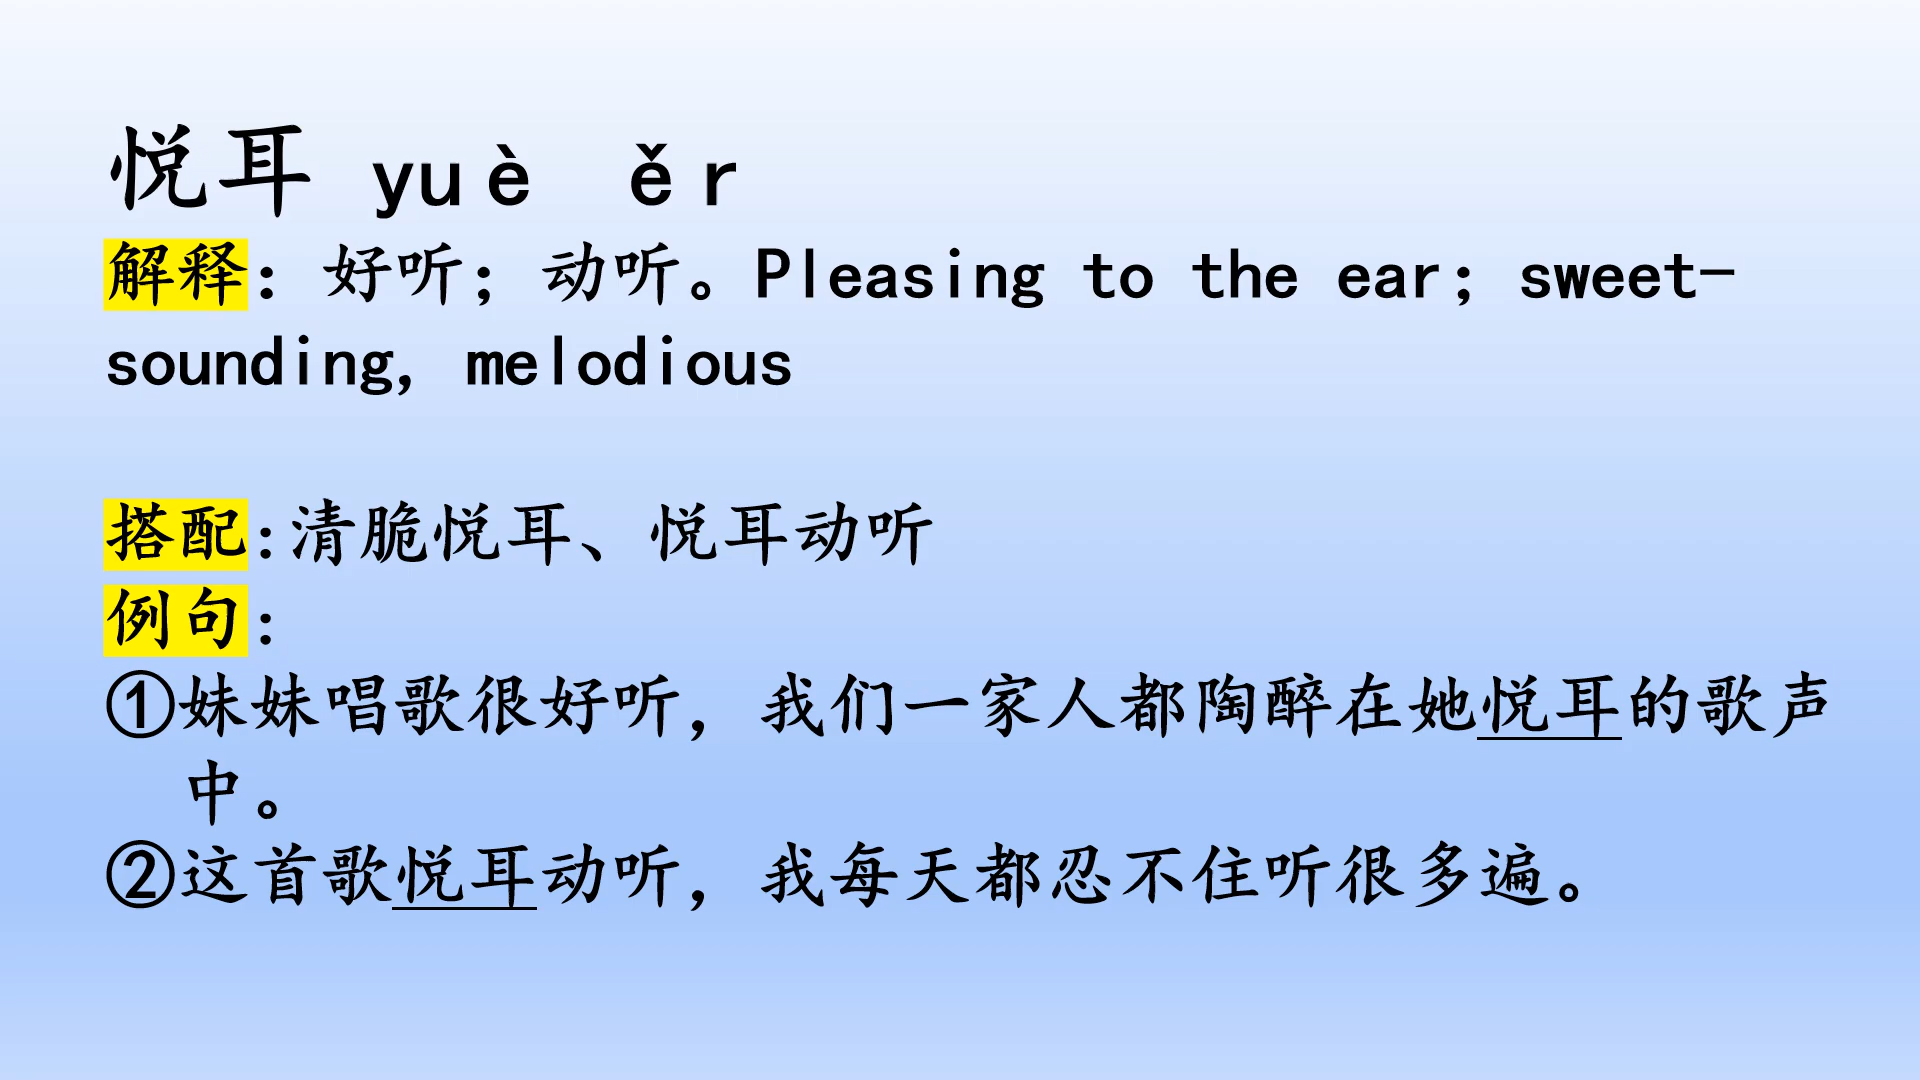 悦耳 yuè ěr
解释：好听；动听。Pleasing to the ear；sweet-
sounding, melodious
搭配:清脆悦耳、悦耳动听
例句:
①妹妹唱歌很好听，我们一家人都陶醉在她悦耳的歌声
中。
②这首歌悦耳动听，我每天都忍不住听很多遍。